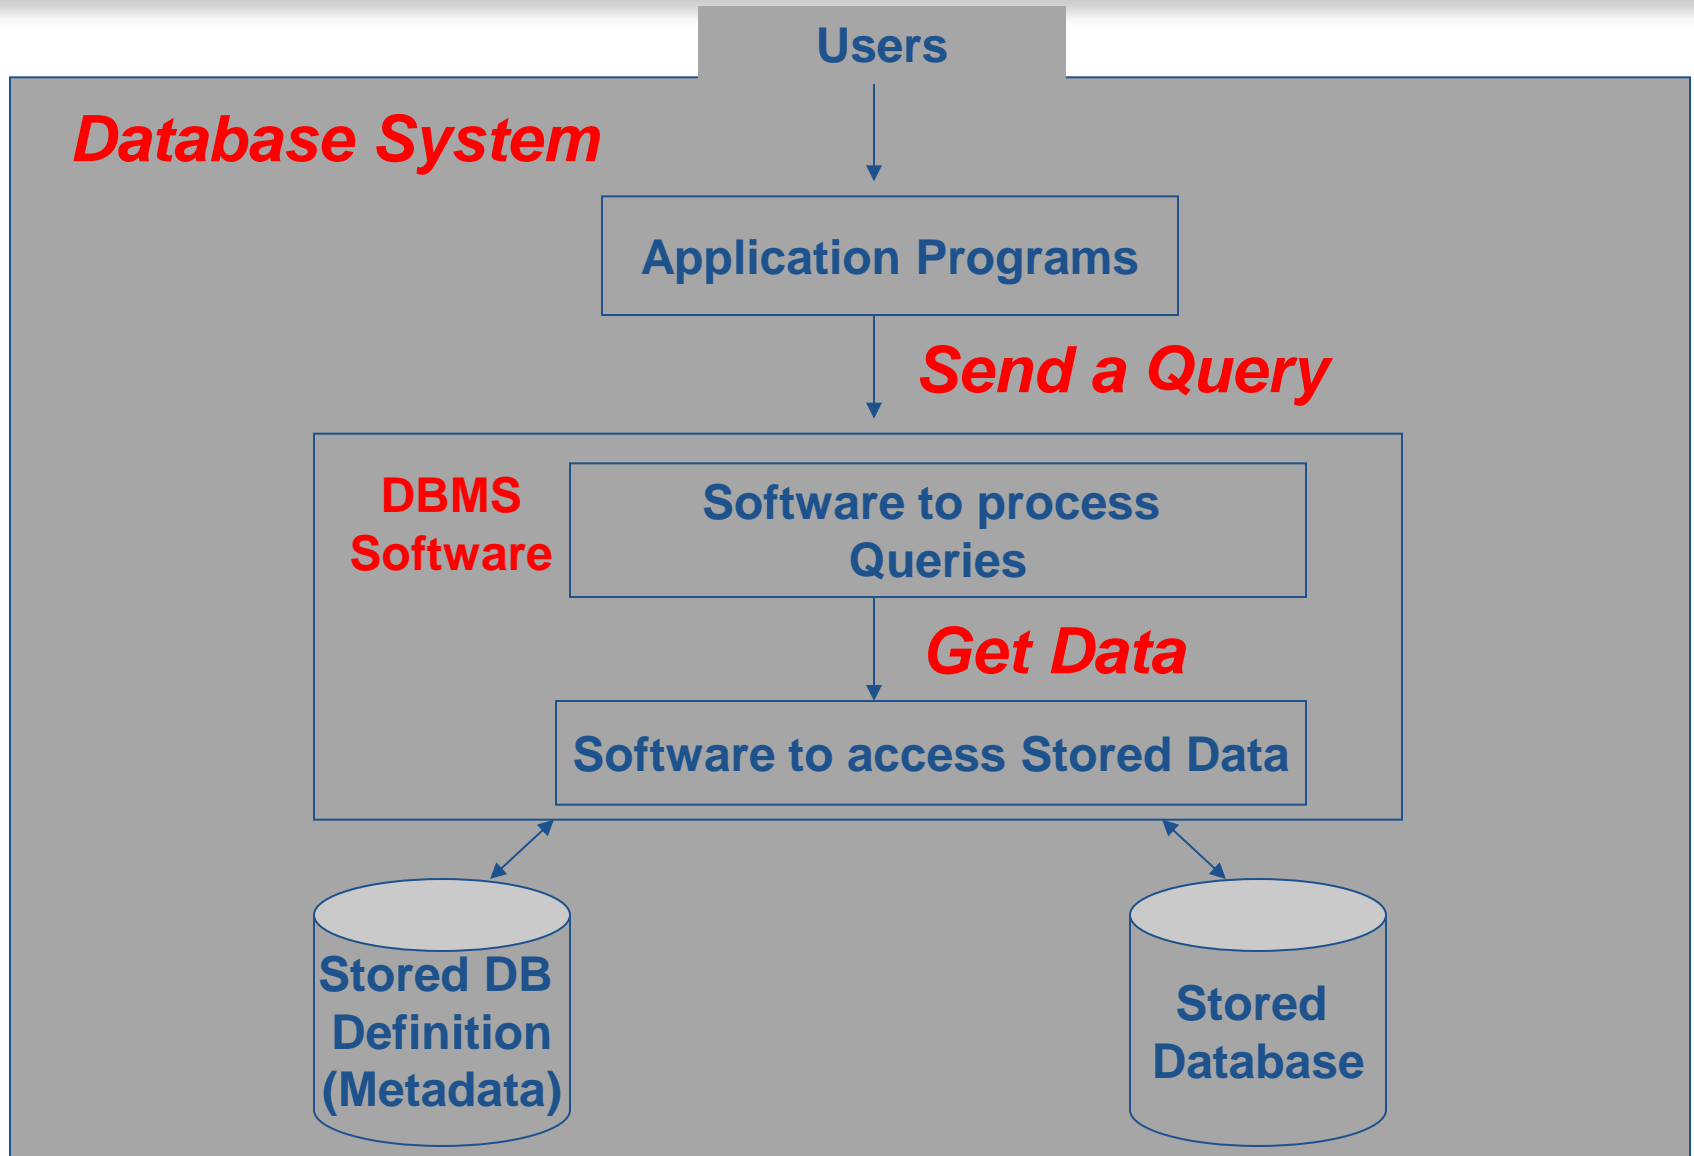 Users
Database System
Application Programs
Send a Query
DBMS
Software
Software to process
Queries
Get Data
Software to access Stored Data
Stored DB
Definition
(Metadata)
Stored
Database